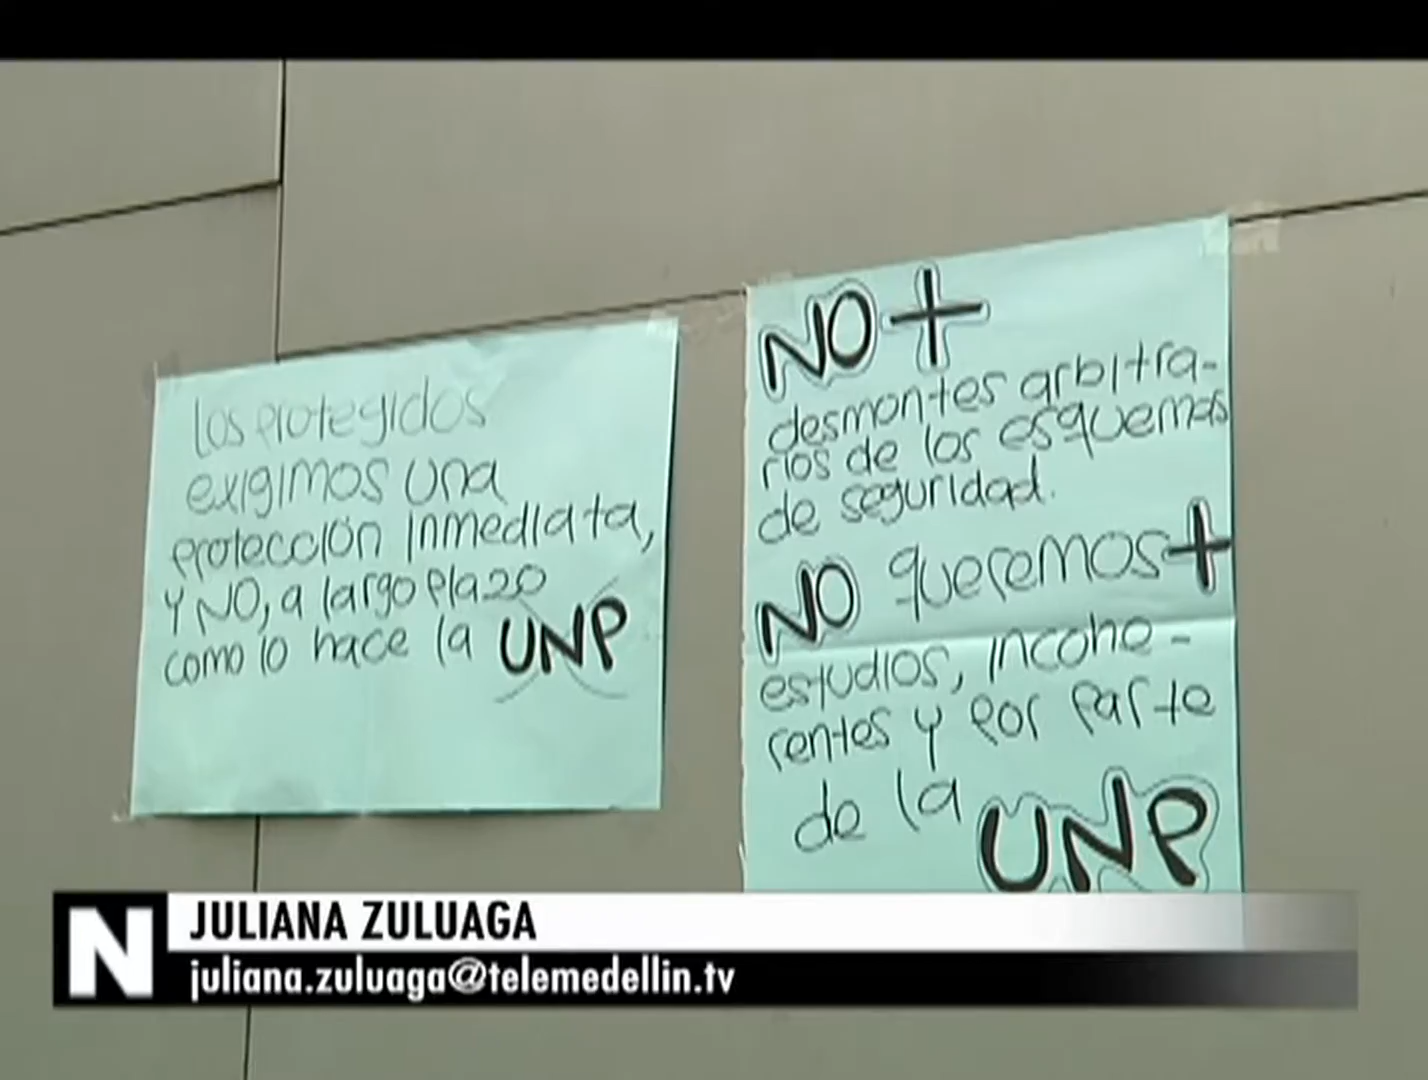 Los protegidos
exigimos una
protección inmediata,
y NO, a largo plazo
como lo hace la UNP
NO +
desmontes arbitra-
rios de los esquemas
de seguridad.
NO queremos +
estudios, incohe-
rentes y por parte
de la UNP
N
JULIANA ZULUAGA
juliana.zuluaga@telemedellin.tv